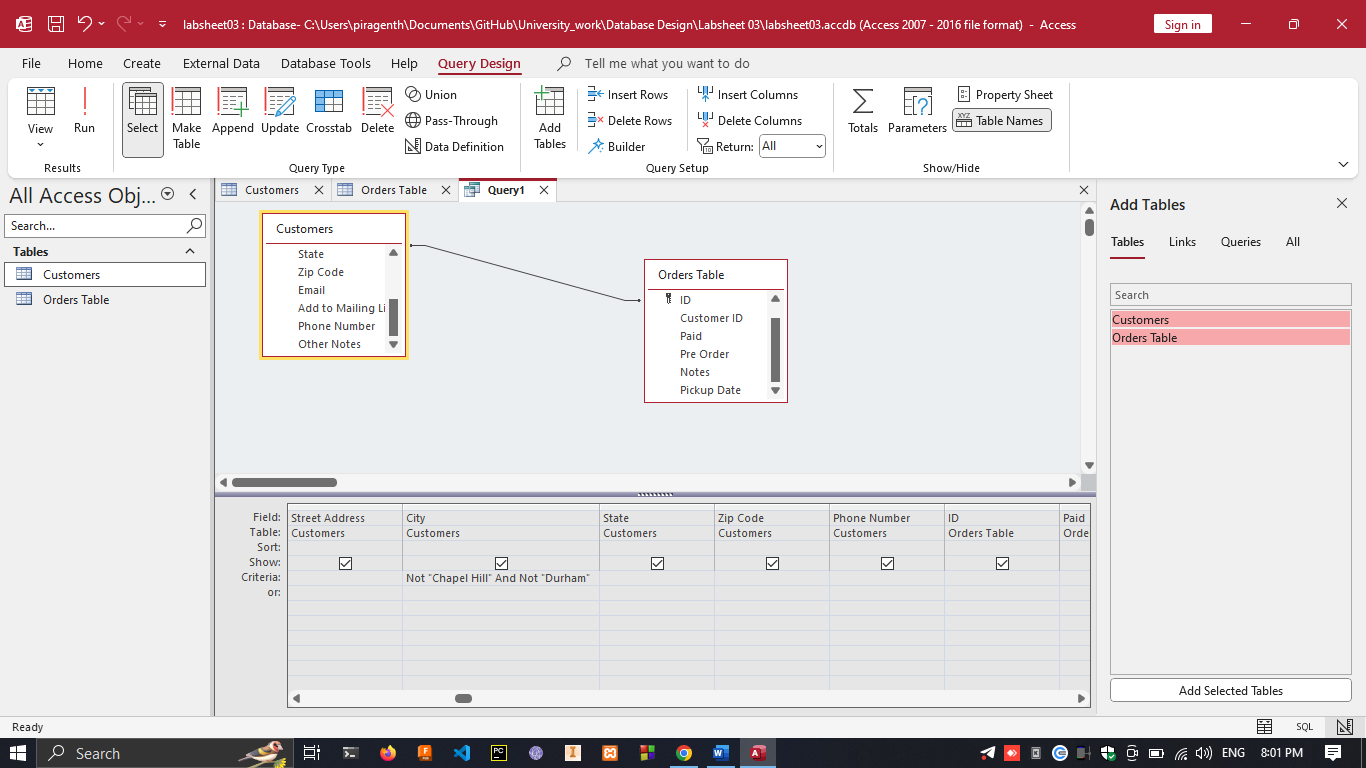 labsheet03 : Database- C:\Users\piragenth\Documents\GitHub\University_work\Database Design\Labsheet 03\labsheet03.accdb (Access 2007 - 2016 file format) - Access
Sign in
File Home Create External Data Database Tools Help Query Design Tell me what you want to do
View
Run
Select
Make Table
Append
Update
Crosstab
Delete
Union
Pass-Through
Data Definition
Add Tables
Insert Rows
Delete Rows
Builder
Insert Columns
Delete Columns
Return: All
Totals
Parameters
Property Sheet
XYZ Table Names
Results
Query Type
Query Setup
Show/Hide
All Access Obj...
Search...
Tables
Customers
Orders Table
Customers Orders Table Query1
Customers
State
Zip Code
Email
Add to Mailing Li
Phone Number
Other Notes
Orders Table
ID
Customer ID
Paid
Pre Order
Notes
Pickup Date
Field: Street Address City State Zip Code Phone Number ID Paid
Table: Customers Customers Customers Customers Customers Orders Table Orde
Sort:
Show:
Criteria: Not "Chapel Hill" And Not "Durham"
or:
Add Tables
Tables Links Queries All
Search
Customers
Orders Table
Add Selected Tables
Ready
SQL
Search
PC
ENG 8:01 PM